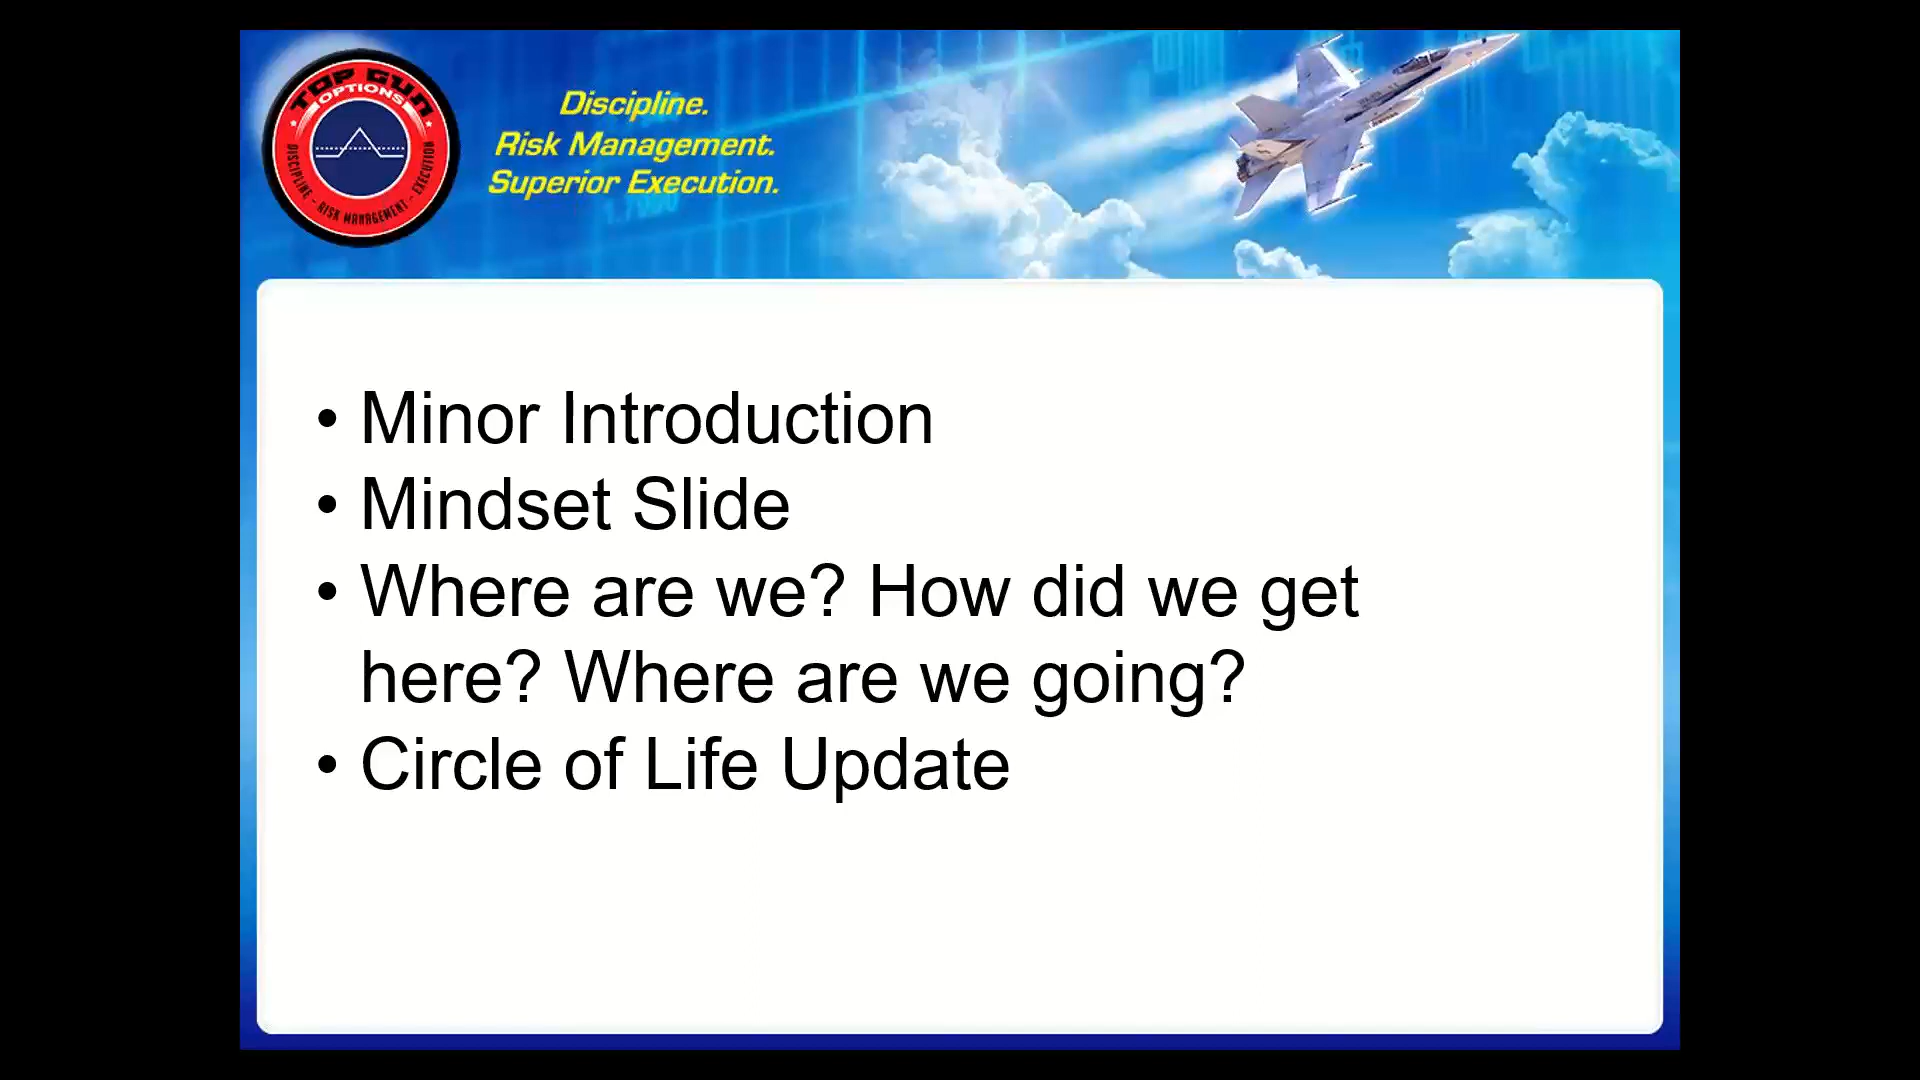 TOP GUN
OPTIONS
DISCIPLINE - RISK MANAGEMENT - EXECUTION
Discipline.
Risk Management.
Superior Execution.
• Minor Introduction
• Mindset Slide
• Where are we? How did we get
here? Where are we going?
• Circle of Life Update